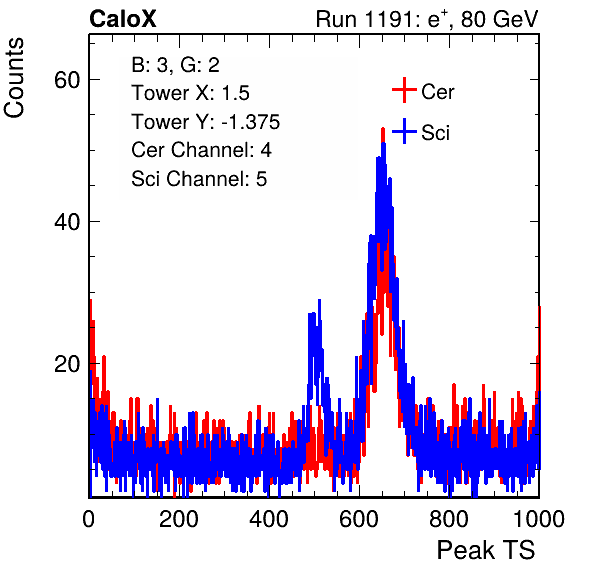 CaloX Run 1191: e⁺, 80 GeV
Counts
B: 3, G: 2
Tower X: 1.5
Tower Y: -1.375
Cer Channel: 4
Sci Channel: 5
Cer
Sci
60
40
20
0 200 400 600 800 1000
Peak TS